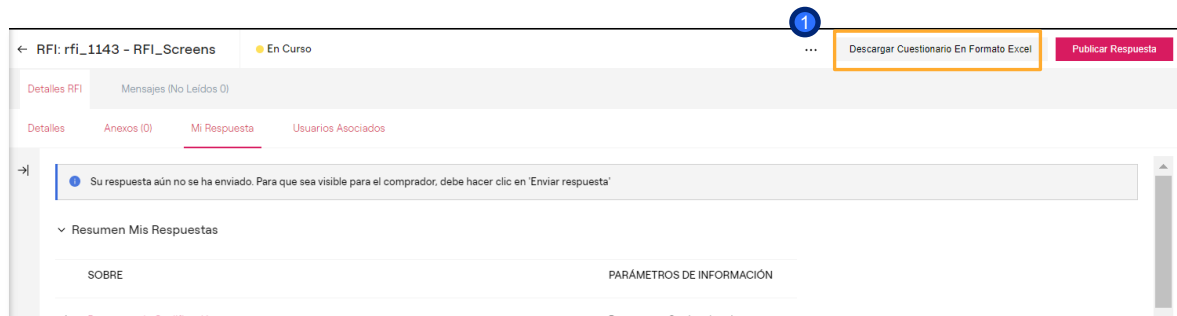 1
← RFI: rfi_1143 - RFI_Screens En Curso ... Descargar Cuestionario En Formato Excel Publicar Respuesta
Detalles RFI Mensajes (No Leídos 0)
Detalles Anexos (0) Mi Respuesta Usuarios Asociados
Su respuesta aún no se ha enviado. Para que sea visible para el comprador, debe hacer clic en 'Enviar respuesta'
Resumen Mis Respuestas
SOBRE PARÁMETROS DE INFORMACIÓN